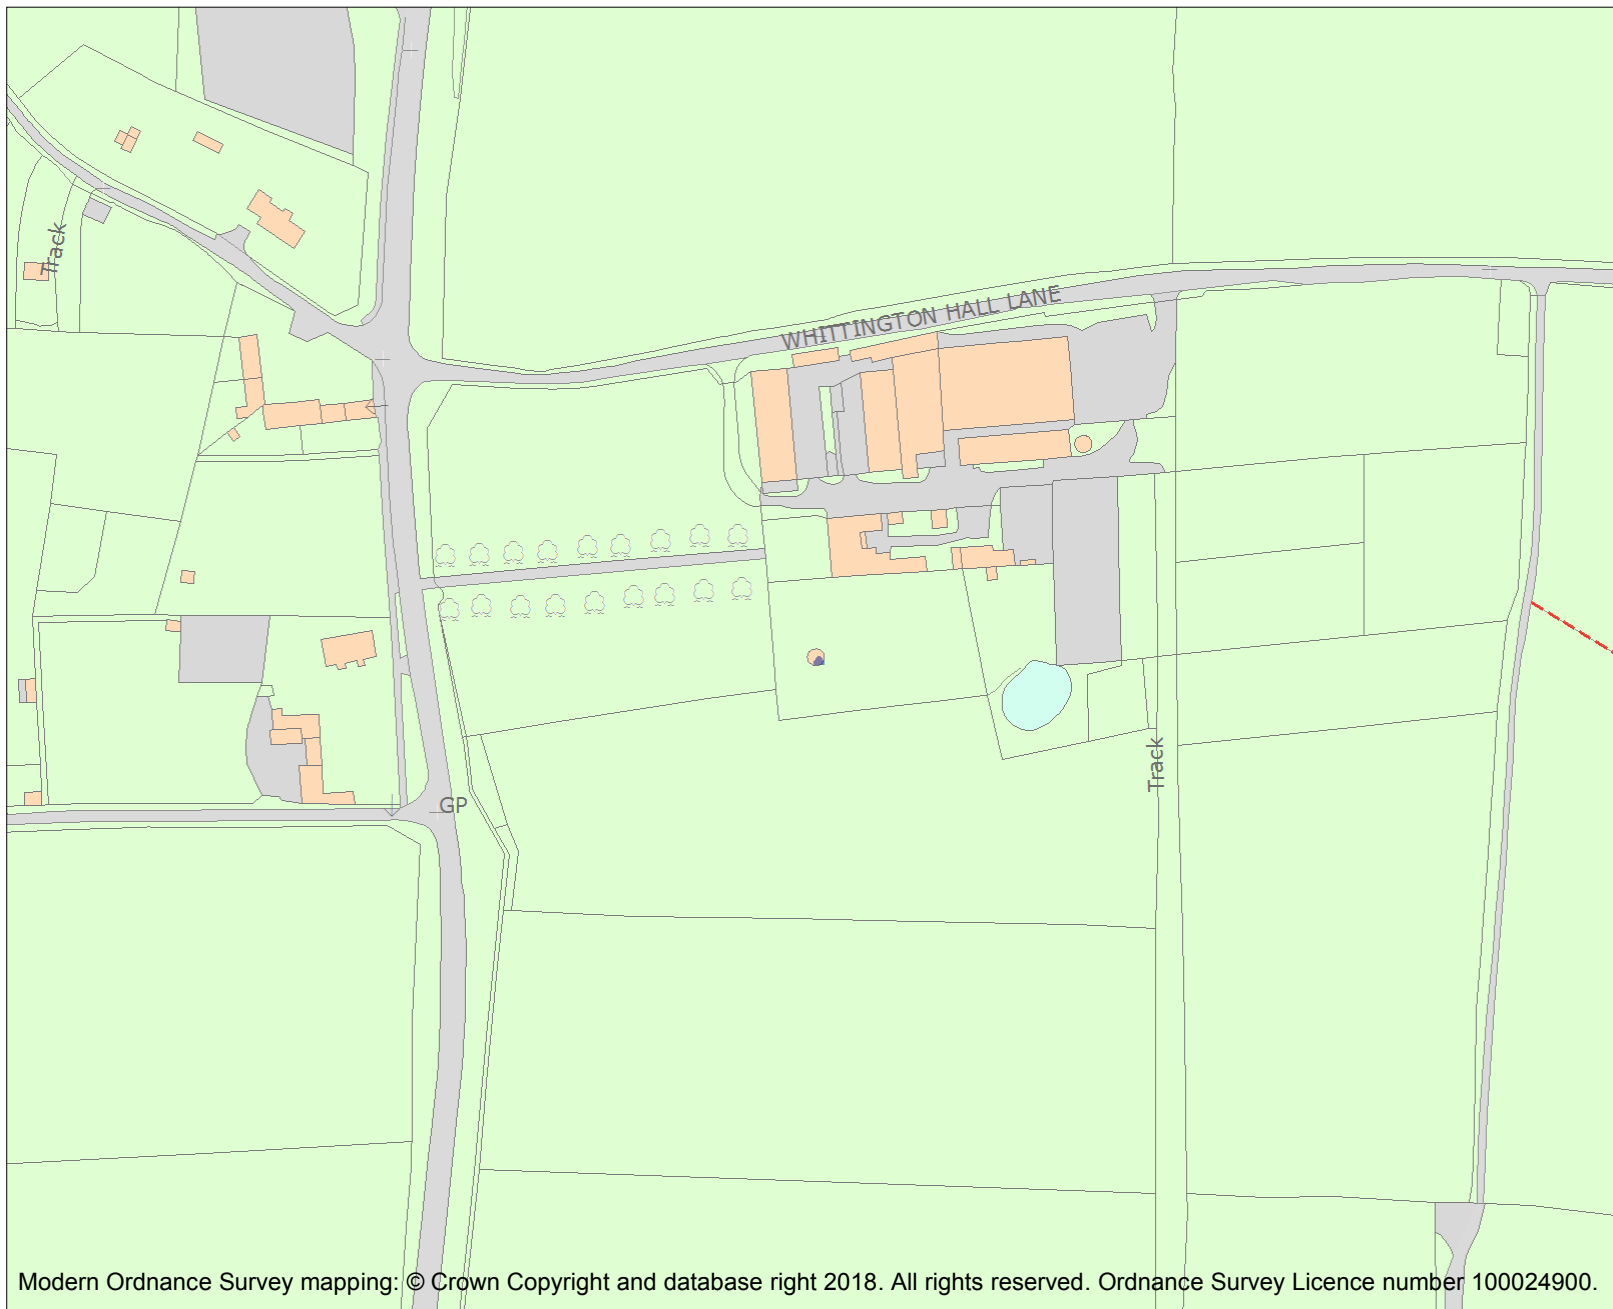 Track
WHITTINGTON HALL LANE
Track
GP
Modern Ordnance Survey mapping: © Crown Copyright and database right 2018. All rights reserved. Ordnance Survey Licence number 100024900.